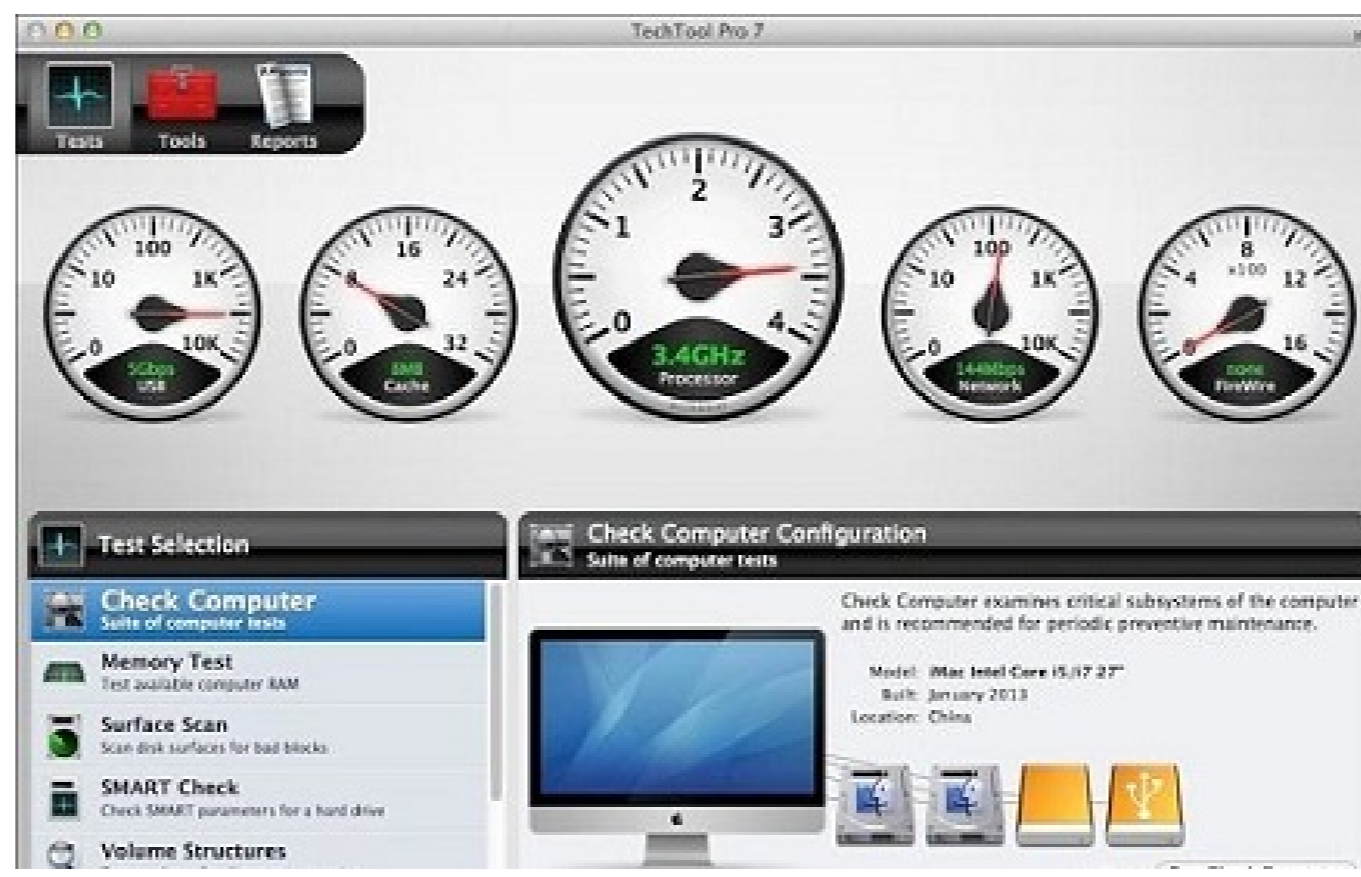 TechTool Pro 7
Tests
Tools
Reports
0
10
100
1K
10K
5Gbps
USB
0
8
16
24
32
8MB
Cache
0
1
2
3
4
3.4GHz
Processor
0
10
100
1K
10K
144Mbps
Network
0
4
8
x100
12
16
none
FireWire
Test Selection
Check Computer
Suite of computer tests
Memory Test
Test available computer RAM
Surface Scan
Scan disk surfaces for bad blocks
SMART Check
Check SMART parameters for a hard drive
Volume Structures
Check Computer Configuration
Suite of computer tests
Check Computer examines critical subsystems of the computer
and is recommended for periodic preventive maintenance.
Model: iMac Intel Core i5/i7 27"
Built: January 2013
Location: China